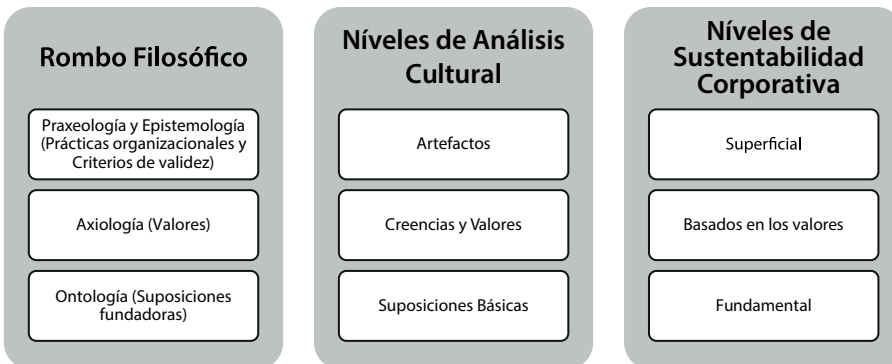 Rombo Filosófico
Praxeología y Epistemología
(Prácticas organizacionales y
Criterios de validez)
Axiología (Valores)
Ontología (Suposiciones
fundadoras)
Níveles de Análisis
Cultural
Artefactos
Creencias y Valores
Suposiciones Básicas
Níveles de
Sustentabilidad
Corporativa
Superficial
Basados en los valores
Fundamental